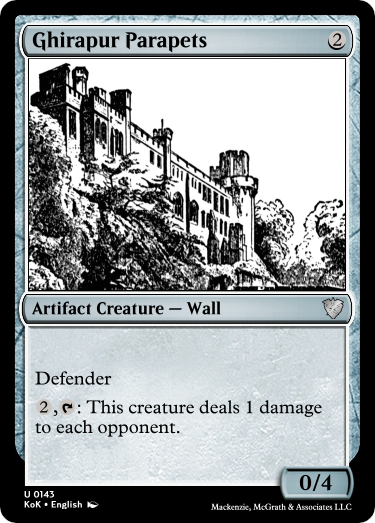 Ghirapur Parapets 2
Artifact Creature — Wall
Defender
2, : This creature deals 1 damage
to each opponent.
0/4
U 0143
KoK • English
Mackenzie, McGrath & Associates LLC